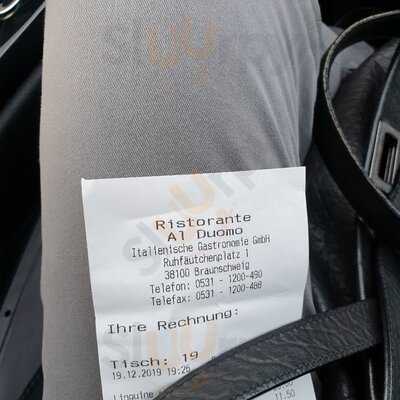 Ristorante
Al Duomo
Italienische Gastronomie GmbH
Ruhfäutchenplatz 1
38100 Braunschweig
Telefon: 0531 - 1200-490
Telefax: 0531 - 1200-488
Ihre Rechnung:
Tisch: 19
19.12.2019 19:26
Linguine
11.50